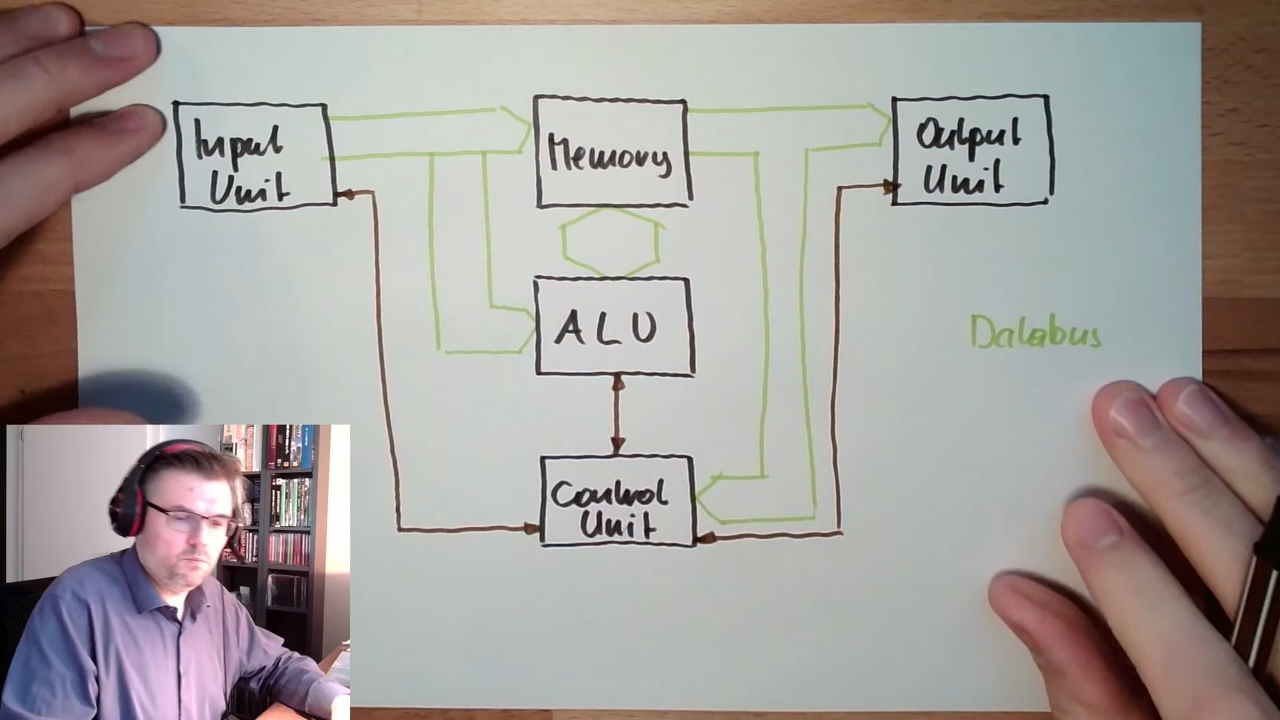 Input
Unit
Memory
Output
Unit
ALU
Databus
Control
Unit